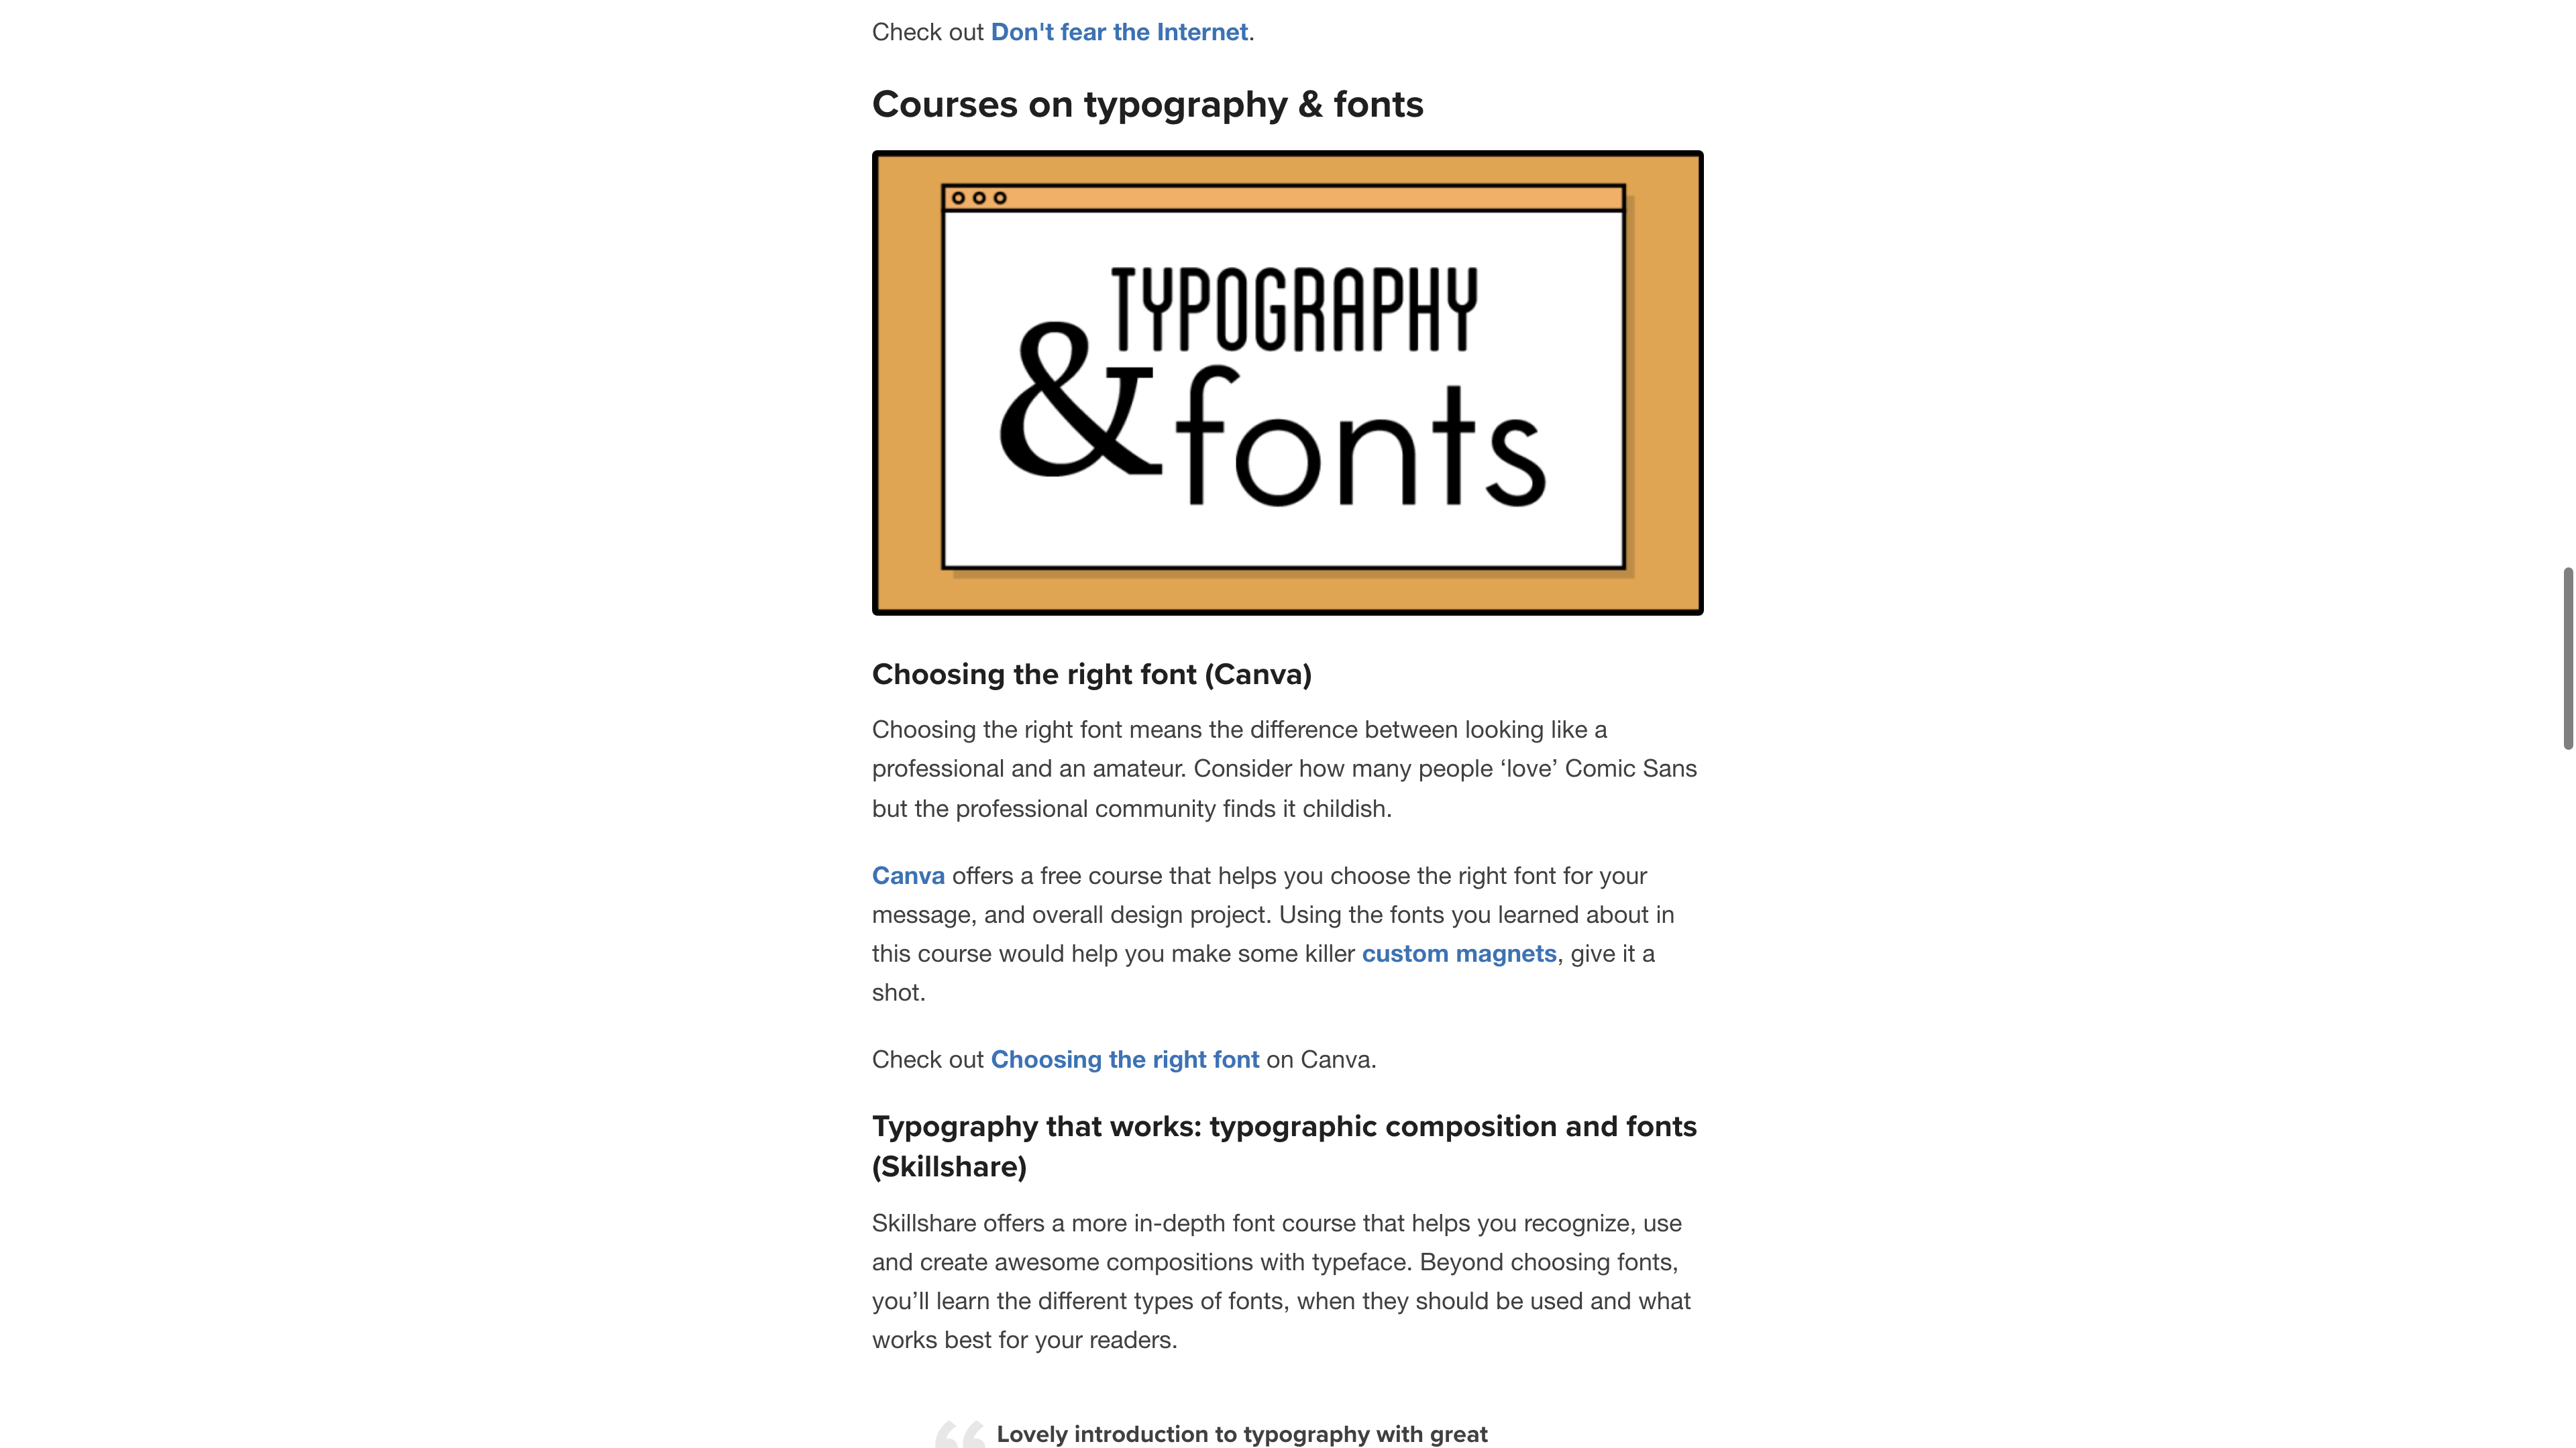 Check out Don't fear the Internet.
Courses on typography & fonts
TYPOGRAPHY
& fonts
Choosing the right font (Canva)
Choosing the right font means the difference between looking like a
professional and an amateur. Consider how many people ‘love’ Comic Sans
but the professional community finds it childish.
Canva offers a free course that helps you choose the right font for your
message, and overall design project. Using the fonts you learned about in
this course would help you make some killer custom magnets, give it a
shot.
Check out Choosing the right font on Canva.
Typography that works: typographic composition and fonts
(Skillshare)
Skillshare offers a more in-depth font course that helps you recognize, use
and create awesome compositions with typeface. Beyond choosing fonts,
you’ll learn the different types of fonts, when they should be used and what
works best for your readers.
“ Lovely introduction to typography with great